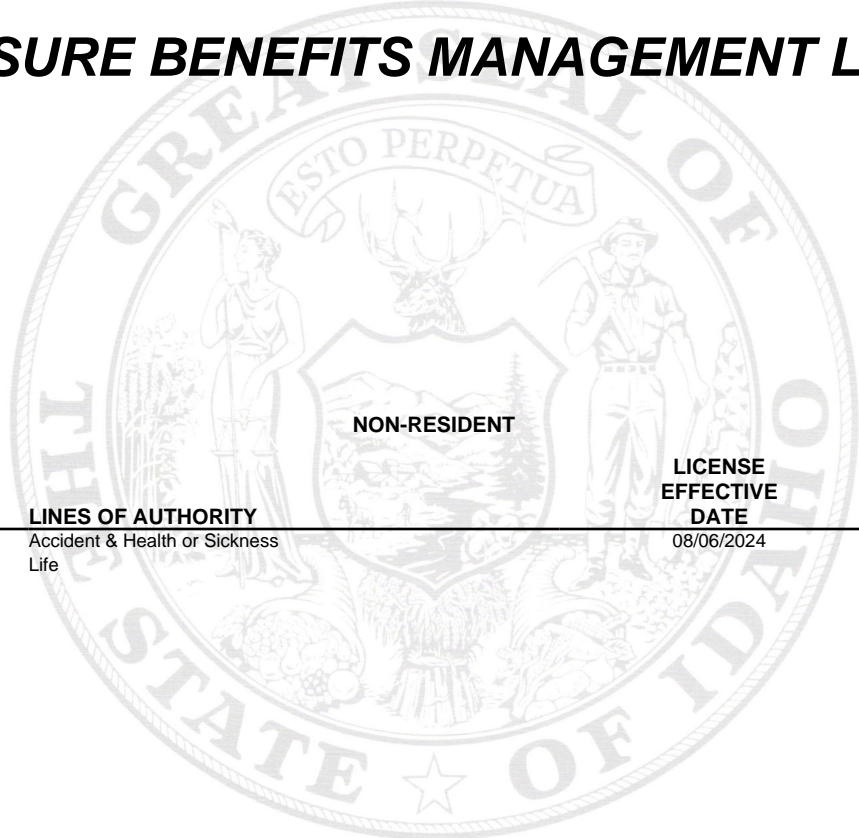 SURE BENEFITS MANAGEMENT L
GREAT SEAL OF
ESTO PERPETUA
NON-RESIDENT
LICENSE
EFFECTIVE
LINES OF AUTHORITY DATE
Accident & Health or Sickness 08/06/2024
Life
THE STATE OF IDAHO